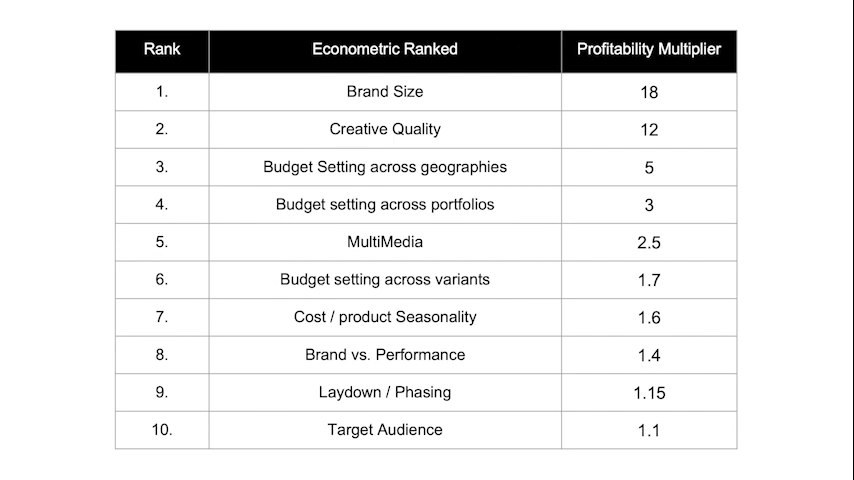 Rank Econometric Ranked Profitability Multiplier
1. Brand Size 18
2. Creative Quality 12
3. Budget Setting across geographies 5
4. Budget setting across portfolios 3
5. MultiMedia 2.5
6. Budget setting across variants 1.7
7. Cost / product Seasonality 1.6
8. Brand vs. Performance 1.4
9. Laydown / Phasing 1.15
10. Target Audience 1.1